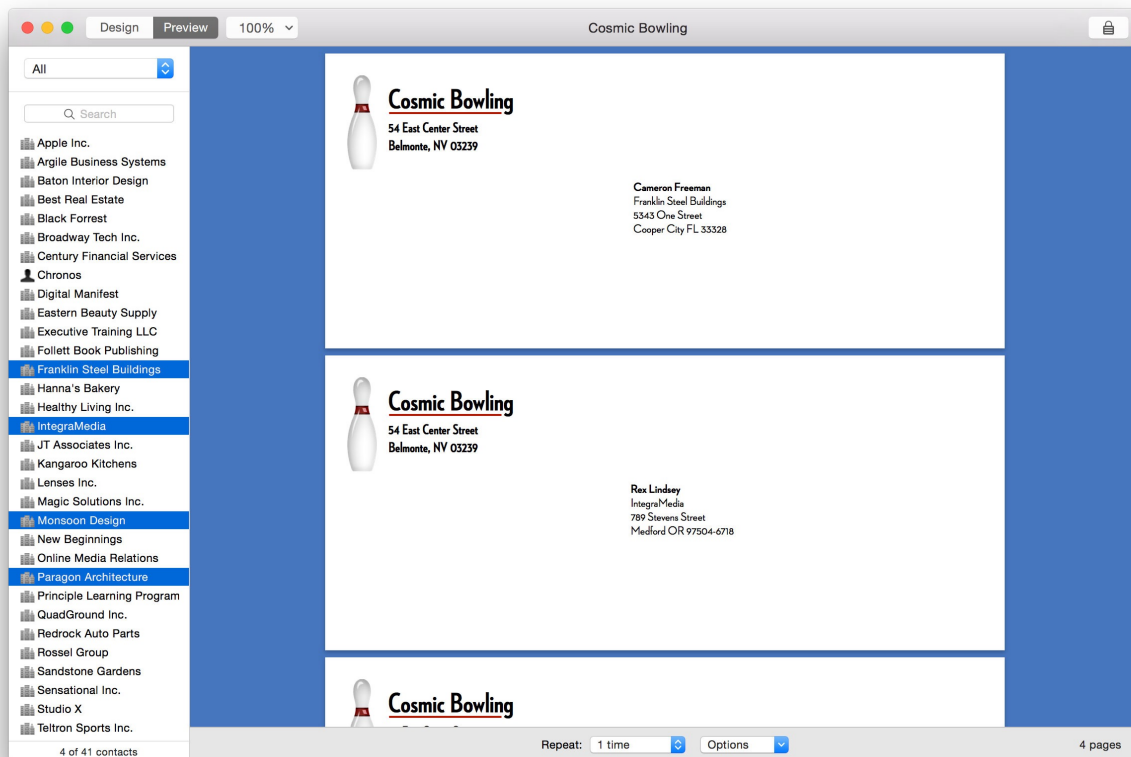 Design Preview 100% Cosmic Bowling
All
Search
Apple Inc.
Argile Business Systems
Baton Interior Design
Best Real Estate
Black Forrest
Broadway Tech Inc.
Century Financial Services
Chronos
Digital Manifest
Eastern Beauty Supply
Executive Training LLC
Follett Book Publishing
Franklin Steel Buildings
Hanna's Bakery
Healthy Living Inc.
IntegraMedia
JT Associates Inc.
Kangaroo Kitchens
Lenses Inc.
Magic Solutions Inc.
Monsoon Design
New Beginnings
Online Media Relations
Paragon Architecture
Principle Learning Program
QuadGround Inc.
Redrock Auto Parts
Rossel Group
Sandstone Gardens
Sensational Inc.
Studio X
Teltron Sports Inc.
4 of 41 contacts
Cosmic Bowling
54 East Center Street
Belmonte, NV 03239
Cameron Freeman
Franklin Steel Buildings
5343 One Street
Cooper City FL 33328
Cosmic Bowling
54 East Center Street
Belmonte, NV 03239
Rex Lindsey
IntegraMedia
789 Stevens Street
Medford OR 97504-6718
Cosmic Bowling
Repeat: 1 time Options 4 pages